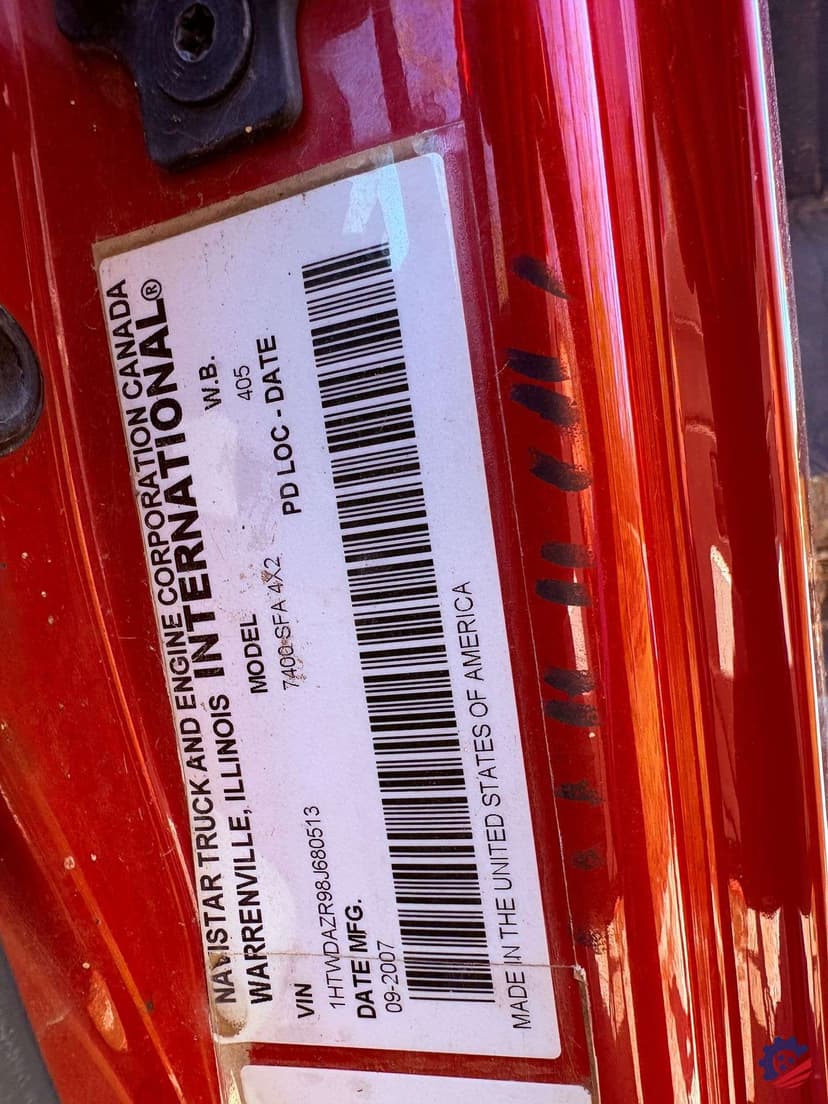 NAVISTAR TRUCK AND ENGINE CORPORATION CANADA
WARRENVILLE, ILLINOIS INTERNATIONAL®
MODEL W.B.
7400 SFA 4X2 405
VIN PD LOC - DATE
1HTWDAZR98J680513
DATE MFG.
09-2007
MADE IN THE UNITED STATES OF AMERICA